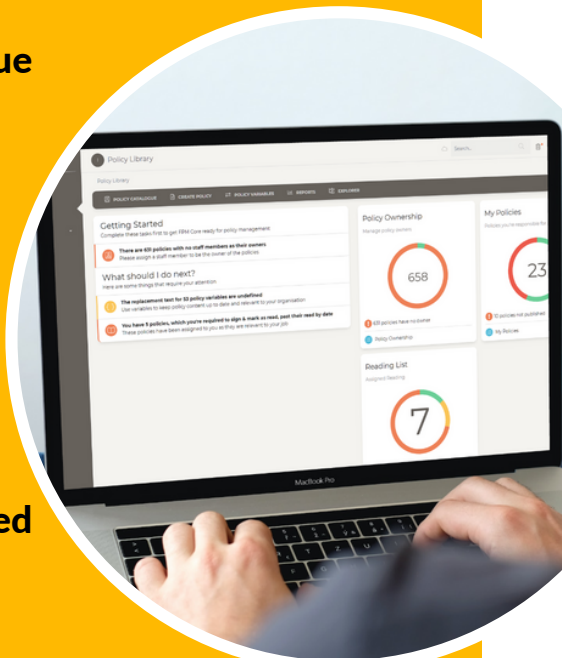 ue
Policy Library
Search...
Policy Library
POLICY CATALOGUE
CREATE POLICY
POLICY VARIABLES
REPORTS
EXPLORER
Getting Started
Complete these tasks first to get FRM Core ready for policy management
There are 631 policies with no staff members as their owners
Please assign a staff member to be the owner of the policies
What should I do next?
Here are some things that require your attention
The replacement text for 52 policy variables are undefined
Use variables to keep policy content up to date and relevant to your organisation
You have 5 policies, which you're required to sign & mark as read, past their read by date
These policies have been assigned to you as they are relevant to your job
Policy Ownership
Manage policy owners
658
631 policies have no owner
Policy Ownership
My Policies
Policies you're responsible for
23
10 policies not published
My Policies
Reading List
Assigned Reading
7
MacBook Pro
ed